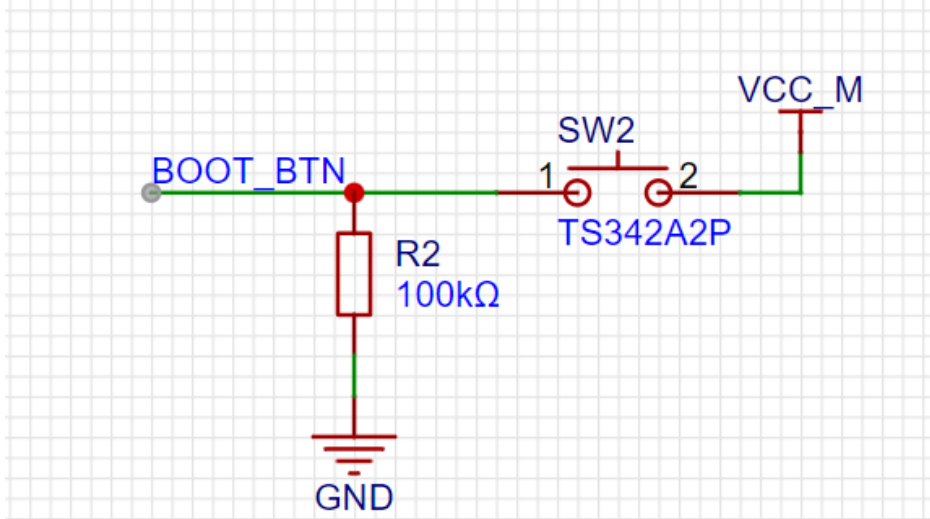 VCC_M
SW2
BOOT_BTN
1
2
TS342A2P
R2
100kΩ
GND